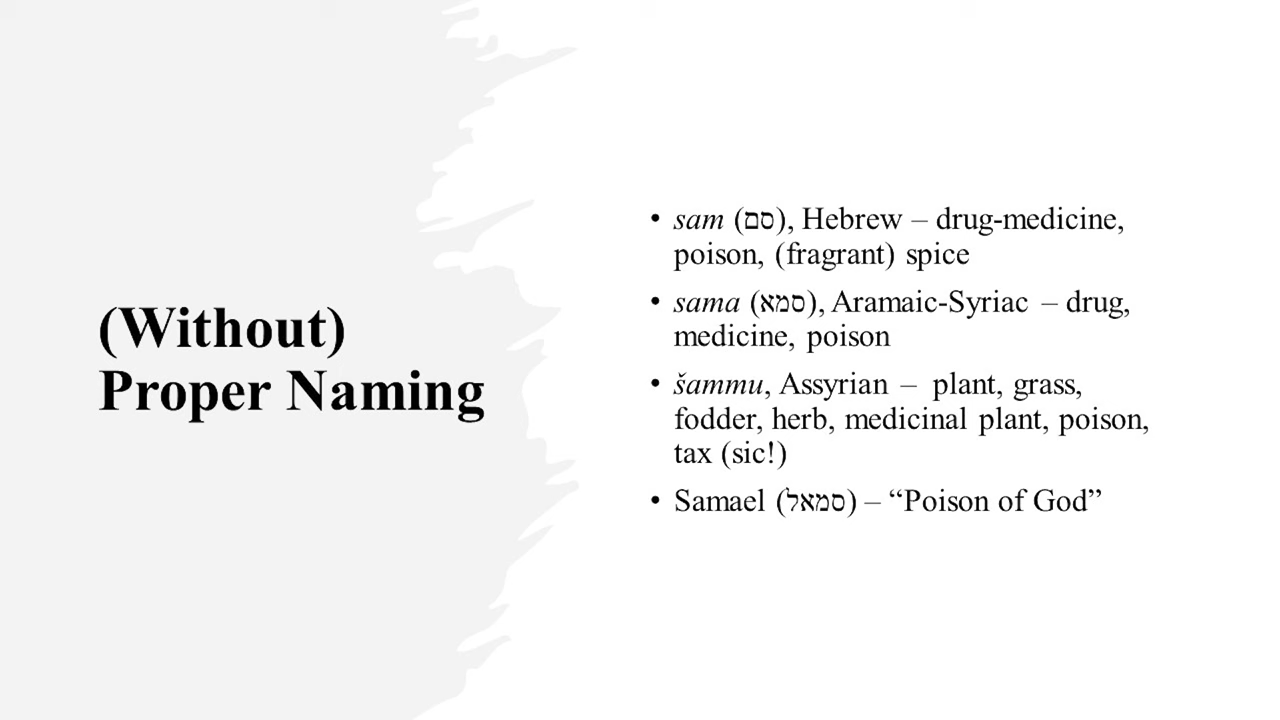 (Without)
Proper Naming
• sam (סם), Hebrew – drug-medicine,
poison, (fragrant) spice
• sama (סמא), Aramaic-Syriac – drug,
medicine, poison
• šammu, Assyrian – plant, grass,
fodder, herb, medicinal plant, poison,
tax (sic!)
• Samael (סמאל) – “Poison of God”